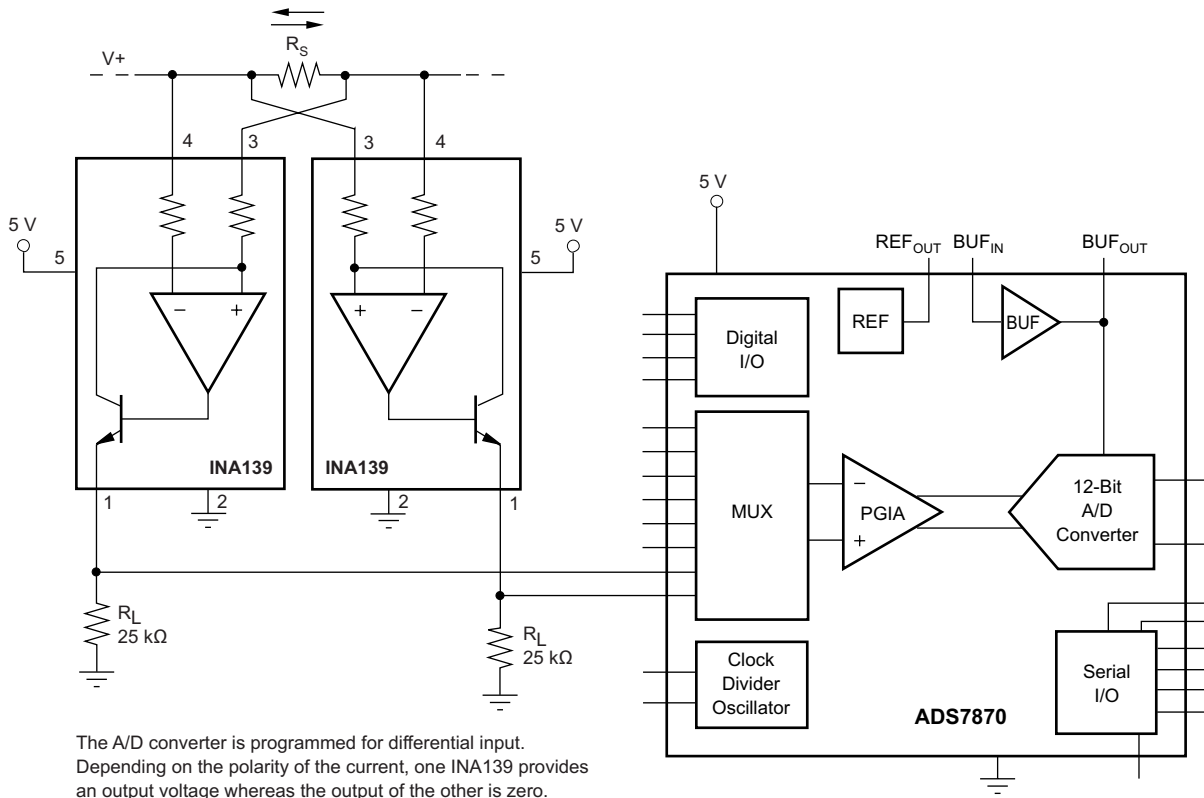 R_S
V+
4
3
3
4
5 V
5
5
5 V
−
+
+
−
INA139
INA139
1
2
2
1
R_L
25 kΩ
R_L
25 kΩ
The A/D converter is programmed for differential input.
Depending on the polarity of the current, one INA139 provides
an output voltage whereas the output of the other is zero.
5 V
REF_OUT
BUF_IN
BUF_OUT
REF
BUF
Digital
I/O
MUX
−
PGIA
+
12-Bit
A/D
Converter
Clock
Divider
Oscillator
Serial
I/O
ADS7870